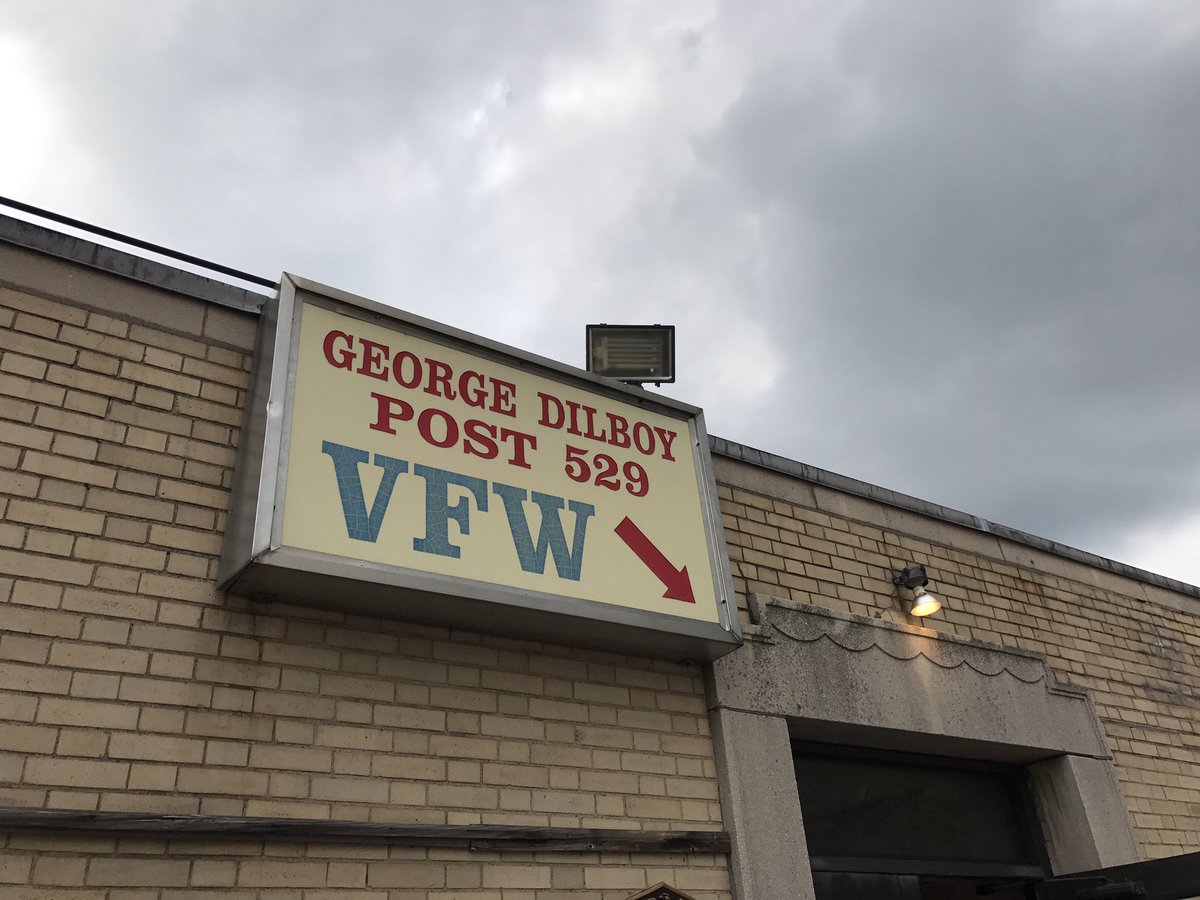 GEORGE DILBOY
POST 529
VFW